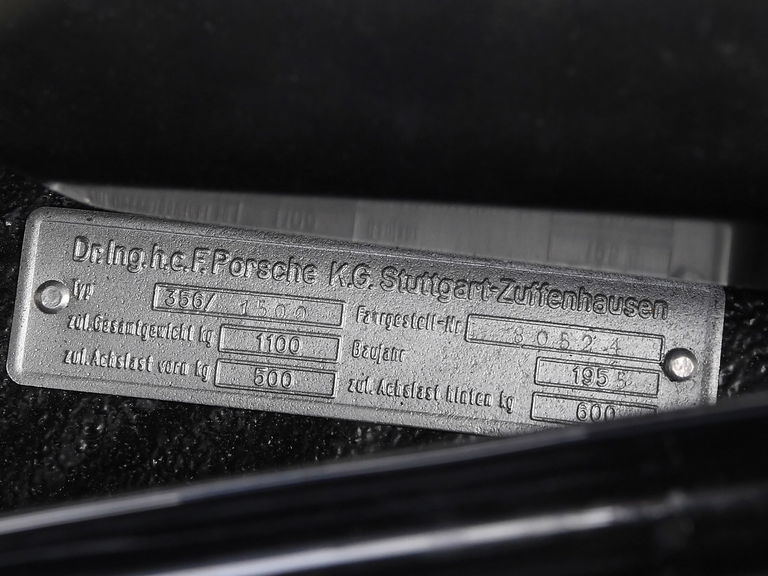 Dr.Ing.h.c.F.Porsche K.G. Stuttgart-Zuffenhausen
Typ 356/ 1500 Fahrgestell-Nr. 80524
zul.Gesamtgewicht kg 1100 Baujahr 1955
zul.Achslast vorn kg 500 zul.Achslast hinten kg 600